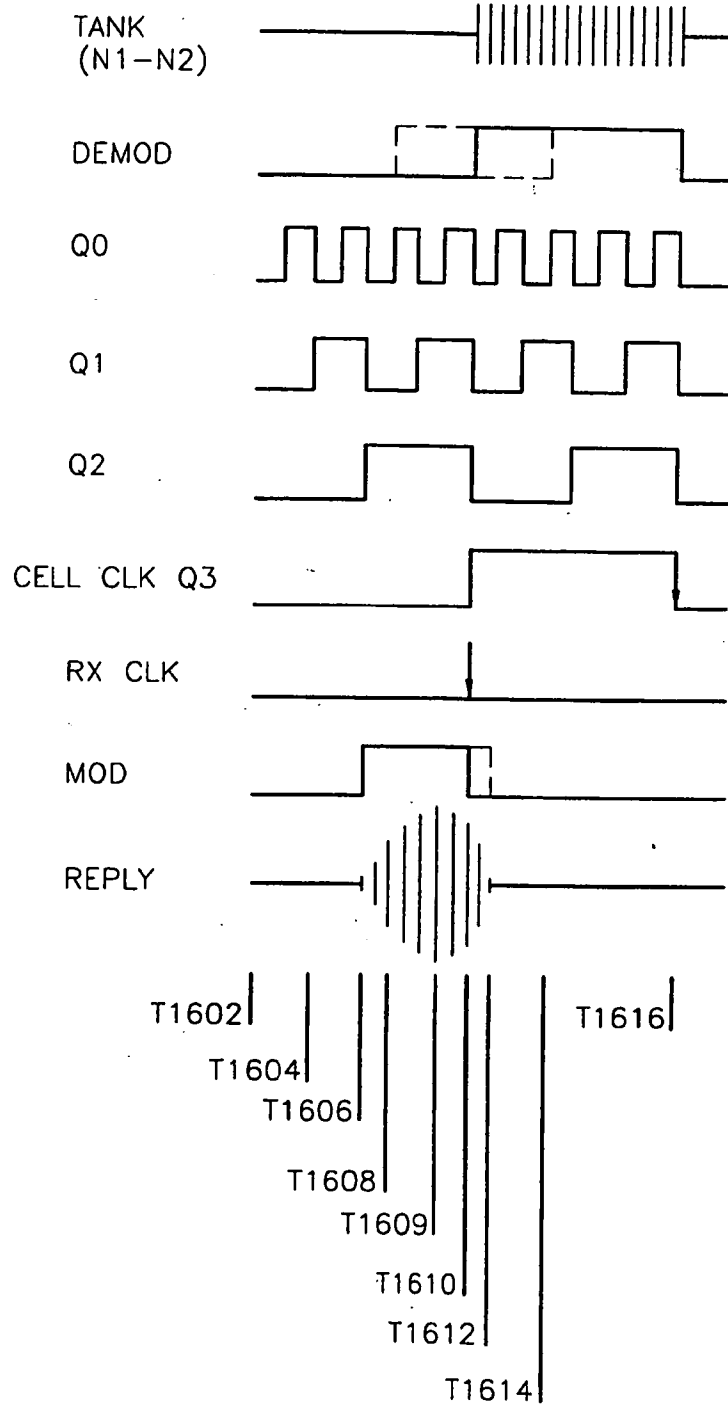 TANK
(N1-N2)
DEMOD
Q0
Q1
Q2
CELL CLK Q3
RX CLK
MOD
REPLY
T1602
T1616
T1604
T1606
T1608
T1609
T1610
T1612
T1614